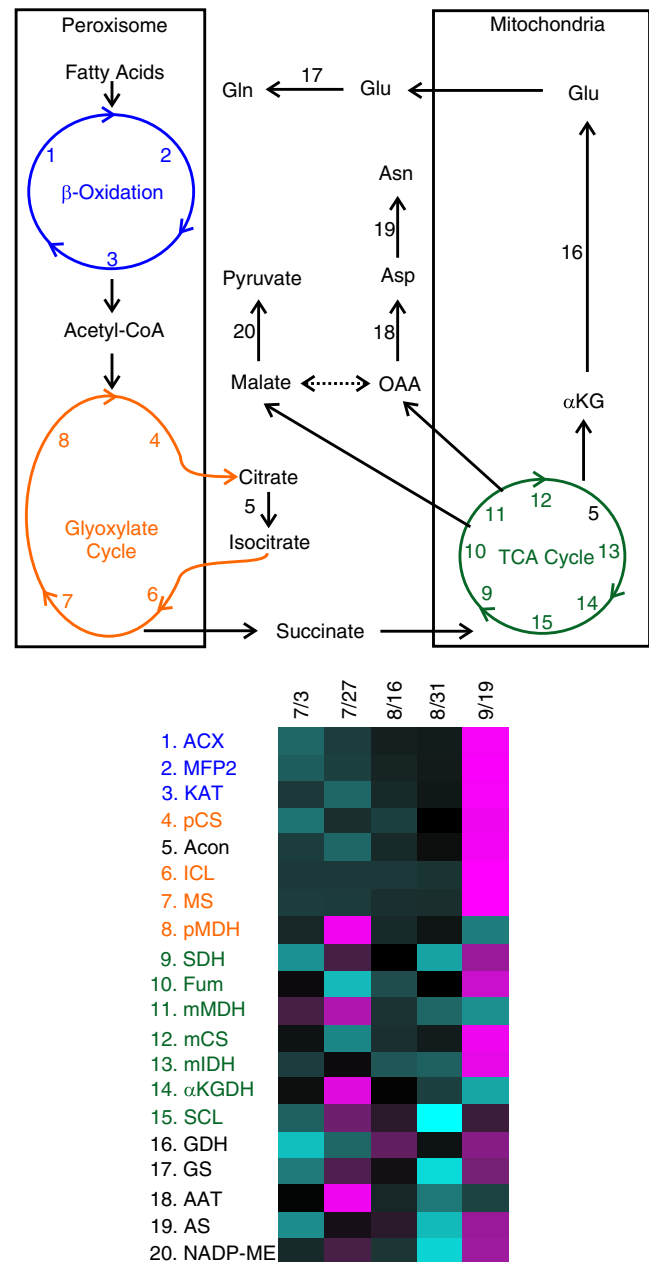 Peroxisome
Mitochondria
Fatty Acids
Gln
17
Glu
Glu
1
2
β-Oxidation
3
Asn
19
16
Pyruvate
Asp
20
18
Acetyl-CoA
Malate
OAA
αKG
8
4
Citrate
5
Isocitrate
Glyoxylate
Cycle
7
6
12
11
5
10
TCA Cycle
13
9
14
15
Succinate
7/3
7/27
8/16
8/31
9/19
1. ACX
2. MFP2
3. KAT
4. pCS
5. Acon
6. ICL
7. MS
8. pMDH
9. SDH
10. Fum
11. mMDH
12. mCS
13. mIDH
14. αKGDH
15. SCL
16. GDH
17. GS
18. AAT
19. AS
20. NADP-ME